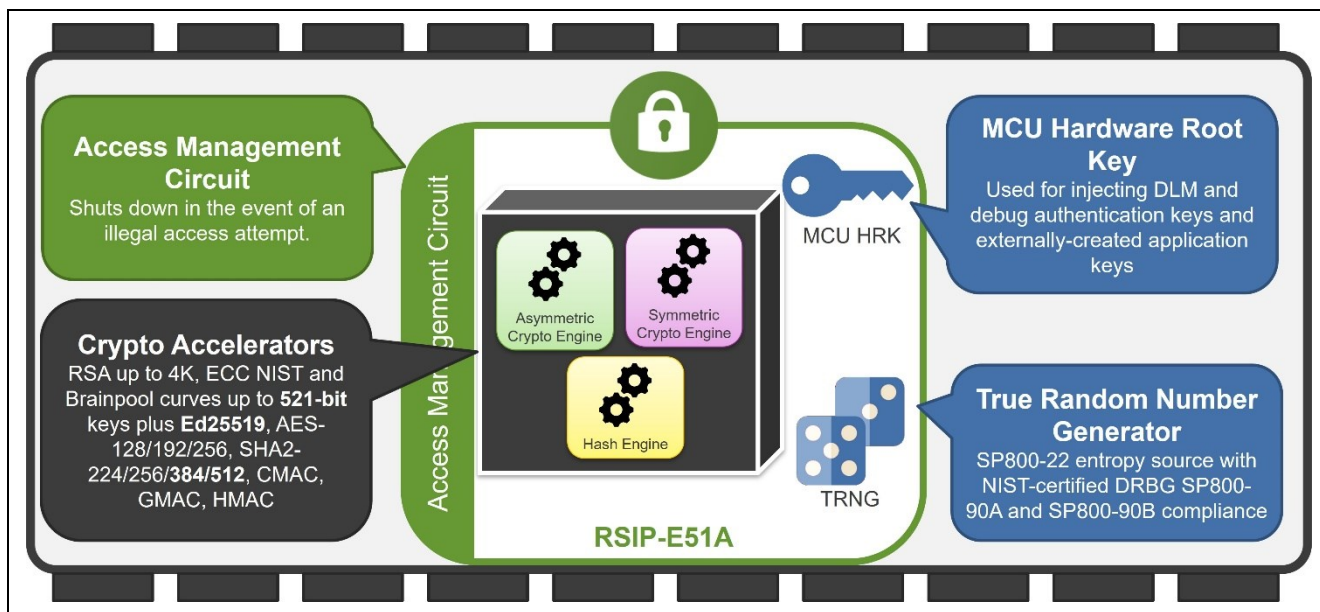 Access Management
Circuit
Shuts down in the event of an
illegal access attempt.
Crypto Accelerators
RSA up to 4K, ECC NIST and
Brainpool curves up to 521-bit
keys plus Ed25519, AES-
128/192/256, SHA2-
224/256/384/512, CMAC,
GMAC, HMAC
Access Management Circuit
Asymmetric
Crypto Engine
Symmetric
Crypto Engine
Hash Engine
MCU HRK
TRNG
RSIP-E51A
MCU Hardware Root
Key
Used for injecting DLM and
debug authentication keys and
externally-created application
keys
True Random Number
Generator
SP800-22 entropy source with
NIST-certified DRBG SP800-
90A and SP800-90B compliance